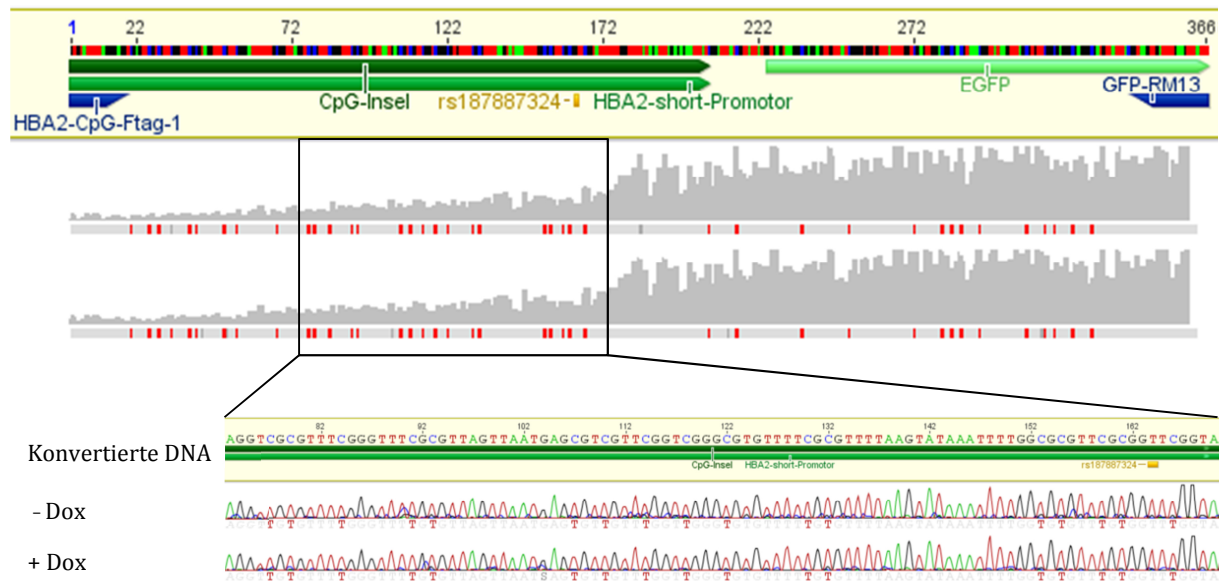 1 22 72 122 172 222 272 366
CpG-Insel rs187887324 HBA2-short-Promotor EGFP GFP-RM13
HBA2-CpG-Ftag-1
82 92 102 112 122 132 142 152 162
Konvertierte DNA AGGTCGCGTTTCGGGTTTCGCGTTAGTTAATGAGCGTCGTTCGGTCGGGCGTGTTTTCGCGTTTTAAGTATAAATTTTGGCGCGTTCGCGGTTCGGTA
CpG-Insel HBA2-short-Promotor rs187887324
- Dox
+ Dox